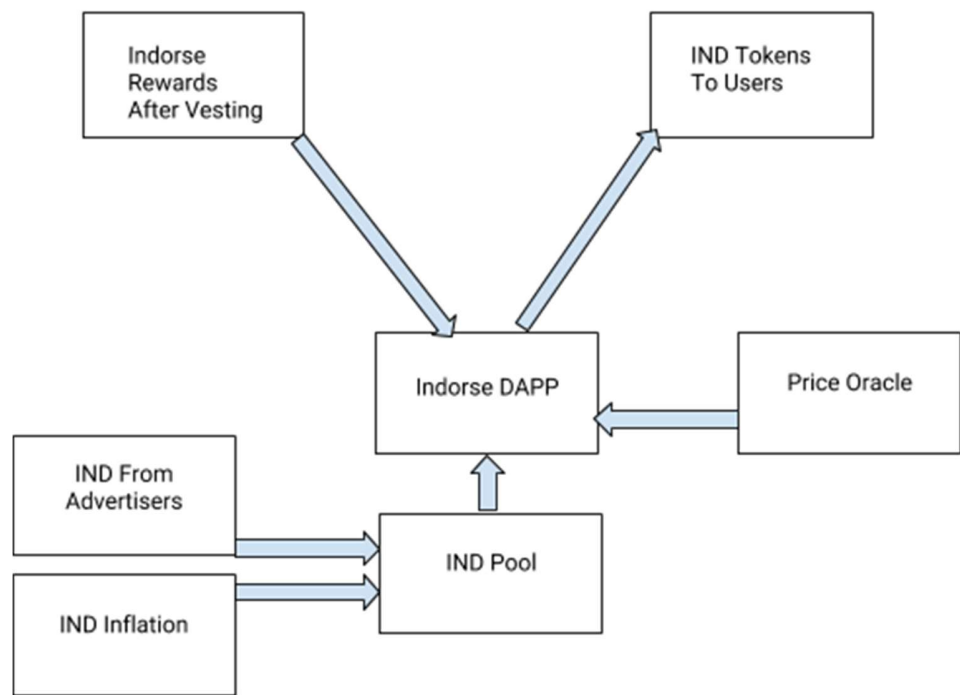 Indorse
Rewards
After Vesting
IND Tokens
To Users
Indorse DAPP
Price Oracle
IND From
Advertisers
IND Pool
IND Inflation